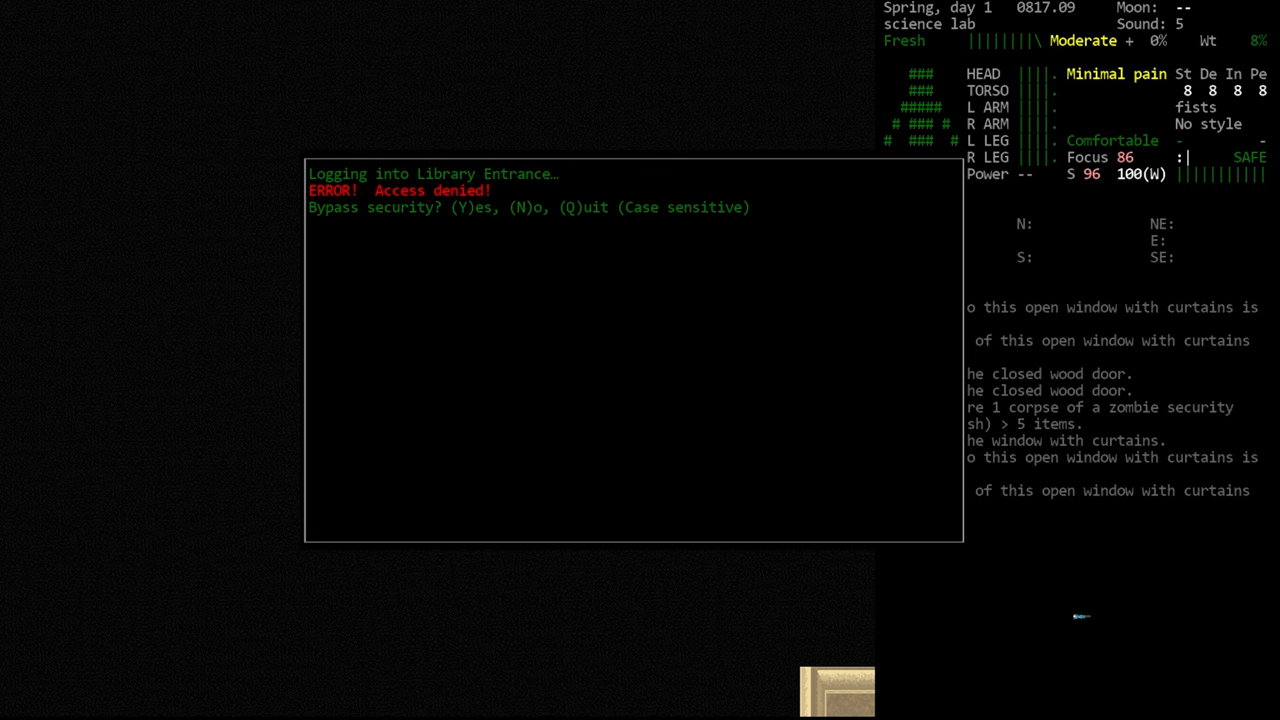 Spring, day 1 0817.09 Moon: --
science lab Sound: 5
Fresh ||||||||\ Moderate + 0% Wt 8%
### HEAD ||||. Minimal pain St De In Pe
### TORSO ||||. 8 8 8 8
##### L ARM ||||. fists
# ### # R ARM ||||. No style
# ### # L LEG ||||. Comfortable - -
R LEG ||||. Focus 86 :| SAFE
Power -- S 96 100(W) |||||||||||
Logging into Library Entrance…
ERROR! Access denied!
Bypass security? (Y)es, (N)o, (Q)uit (Case sensitive)
N: NE:
E:
S: SE:
o this open window with curtains is
of this open window with curtains
he closed wood door.
he closed wood door.
re 1 corpse of a zombie security
sh) > 5 items.
he window with curtains.
o this open window with curtains is
of this open window with curtains